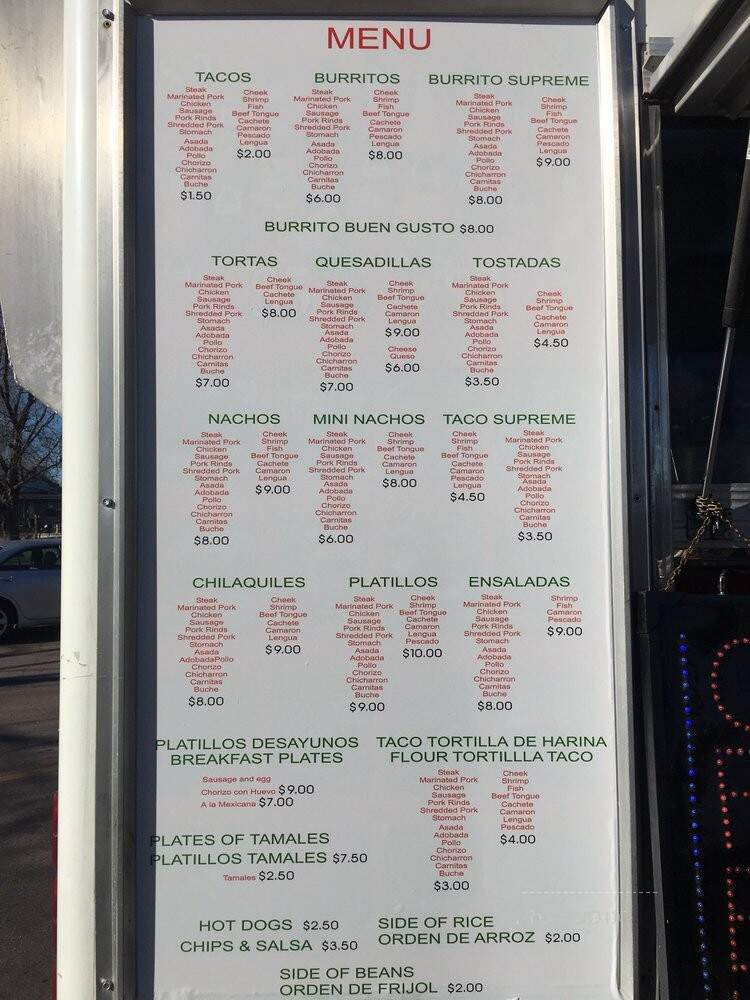 MENU
TACOS
Steak
Marinated Pork
Chicken
Sausage
Pork Rinds
Shredded Pork
Stomach
Asada
Adobada
Pollo
Chorizo
Chicharron
Carnitas
Buche
$1.50
Cheek
Shrimp
Fish
Beef Tongue
Cachete
Camaron
Pescado
Lengua
$2.00
BURRITOS
Steak
Marinated Pork
Chicken
Sausage
Pork Rinds
Shredded Pork
Stomach
Asada
Adobada
Pollo
Chorizo
Chicharron
Carnitas
Buche
$6.00
Cheek
Shrimp
Fish
Beef Tongue
Cachete
Camaron
Pescado
Lengua
$8.00
BURRITO SUPREME
Steak
Marinated Pork
Chicken
Sausage
Pork Rinds
Shredded Pork
Stomach
Asada
Adobada
Pollo
Chorizo
Chicharron
Carnitas
Buche
$8.00
Cheek
Shrimp
Fish
Beef Tongue
Cachete
Camaron
Pescado
Lengua
$9.00
BURRITO BUEN GUSTO $8.00
TORTAS
Steak
Marinated Pork
Chicken
Sausage
Pork Rinds
Shredded Pork
Stomach
Asada
Adobada
Pollo
Chorizo
Chicharron
Carnitas
Buche
$7.00
Cheek
Beef Tongue
Cachete
Lengua
$8.00
QUESADILLAS
Steak
Marinated Pork
Chicken
Sausage
Pork Rinds
Shredded Pork
Stomach
Asada
Adobada
Pollo
Chorizo
Chicharron
Carnitas
Buche
$7.00
Cheek
Shrimp
Beef Tongue
Cachete
Camaron
Lengua
$9.00
Cheese
Queso
$6.00
TOSTADAS
Steak
Marinated Pork
Chicken
Sausage
Pork Rinds
Shredded Pork
Stomach
Asada
Adobada
Pollo
Chorizo
Chicharron
Carnitas
Buche
$3.50
Cheek
Shrimp
Beef Tongue
Cachete
Camaron
Lengua
$4.50
NACHOS
Steak
Marinated Pork
Chicken
Sausage
Pork Rinds
Shredded Pork
Stomach
Asada
Adobada
Pollo
Chorizo
Chicharron
Carnitas
Buche
$8.00
Cheek
Shrimp
Fish
Beef Tongue
Cachete
Camaron
Lengua
$9.00
MINI NACHOS
Steak
Marinated Pork
Chicken
Sausage
Pork Rinds
Shredded Pork
Stomach
Asada
Adobada
Pollo
Chorizo
Chicharron
Carnitas
Buche
$6.00
Cheek
Shrimp
Beef Tongue
Cachete
Camaron
Lengua
$8.00
TACO SUPREME
Cheek
Shrimp
Fish
Beef Tongue
Cachete
Camaron
Pescado
Lengua
$4.50
Steak
Marinated Pork
Chicken
Sausage
Pork Rinds
Shredded Pork
Stomach
Asada
Adobada
Pollo
Chorizo
Chicharron
Carnitas
Buche
$3.50
CHILAQUILES
Steak
Marinated Pork
Chicken
Sausage
Pork Rinds
Shredded Pork
Stomach
Asada
AdobadaPollo
Chorizo
Chicharron
Carnitas
Buche
$8.00
Cheek
Shrimp
Beef Tongue
Cachete
Camaron
Lengua
$9.00
PLATILLOS
Steak
Marinated Pork
Chicken
Sausage
Pork Rinds
Shredded Pork
Stomach
Asada
Adobada
Pollo
Chorizo
Chicharron
Carnitas
Buche
$9.00
Cheek
Shrimp
Beef Tongue
Cachete
Camaron
Lengua
Pescado
$10.00
ENSALADAS
Steak
Marinated Pork
Chicken
Sausage
Pork Rinds
Shredded Pork
Stomach
Asada
Adobada
Pollo
Chorizo
Chicharron
Carnitas
Buche
$8.00
Shrimp
Fish
Camaron
Pescado
$9.00
PLATILLOS DESAYUNOS
BREAKFAST PLATES
Sausage and egg
Chorizo con Huevo $9.00
A la Mexicana $7.00
TACO TORTILLA DE HARINA
FLOUR TORTILLLA TACO
Steak
Marinated Pork
Chicken
Sausage
Pork Rinds
Shredded Pork
Stomach
Asada
Adobada
Pollo
Chorizo
Chicharron
Carnitas
Buche
$3.00
Cheek
Shrimp
Fish
Beef Tongue
Cachete
Camaron
Lengua
Pescado
$4.00
PLATES OF TAMALES
PLATILLOS TAMALES $7.50
Tamales $2.50
HOT DOGS $2.50
CHIPS & SALSA $3.50
SIDE OF RICE
ORDEN DE ARROZ $2.00
SIDE OF BEANS
ORDEN DE FRIJOL $2.00